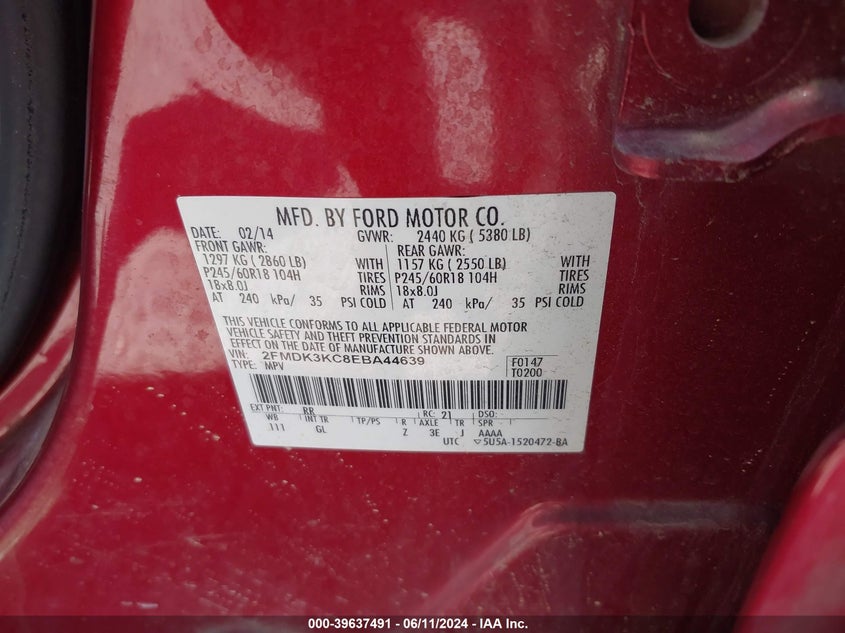 MFD. BY FORD MOTOR CO.
DATE: 02/14 GVWR: 2440 KG ( 5380 LB)
FRONT GAWR: REAR GAWR:
1297 KG ( 2860 LB) WITH 1157 KG ( 2550 LB) WITH
P245/60R18 104H TIRES P245/60R18 104H TIRES
18x8.0J RIMS 18x8.0J RIMS
AT 240 kPa/ 35 PSI COLD AT 240 kPa/ 35 PSI COLD
THIS VEHICLE CONFORMS TO ALL APPLICABLE FEDERAL MOTOR
VEHICLE SAFETY AND THEFT PREVENTION STANDARDS IN
EFFECT ON THE DATE OF MANUFACTURE SHOWN ABOVE.
VIN: 2FMDK3KC8EBA44639 F0147
TYPE: MPV T0200
EXT PNT: RR RC: 21 DSO:
WB INT TR TP/PS R AXLE TR SPR
111 GL Z 3E J AAAA
UTC 5U5A-1520472-BA
000-39637491 - 06/11/2024 - IAA Inc.